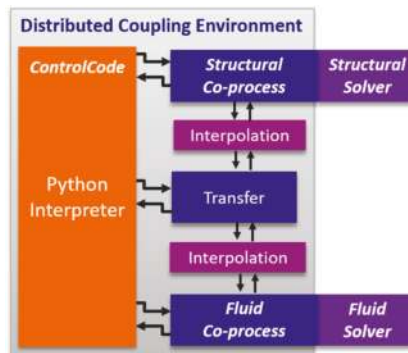 Distributed Coupling Environment
ControlCode
Python
Interpreter
Structural
Co-process
Structural
Solver
Interpolation
Transfer
Interpolation
Fluid
Co-process
Fluid
Solver